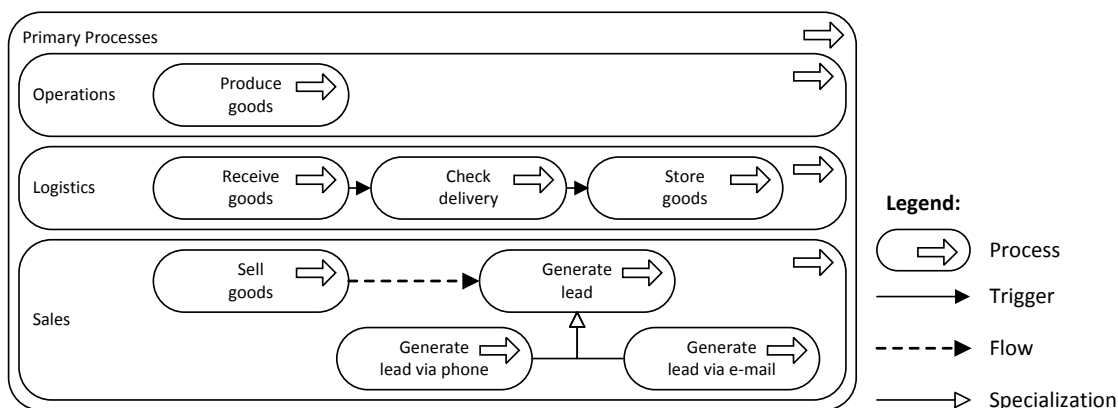 Primary Processes
Operations
Produce
goods
Logistics
Receive
goods
Check
delivery
Store
goods
Sales
Sell
goods
Generate
lead
Generate
lead via phone
Generate
lead via e-mail
Legend:
Process
Trigger
Flow
Specialization